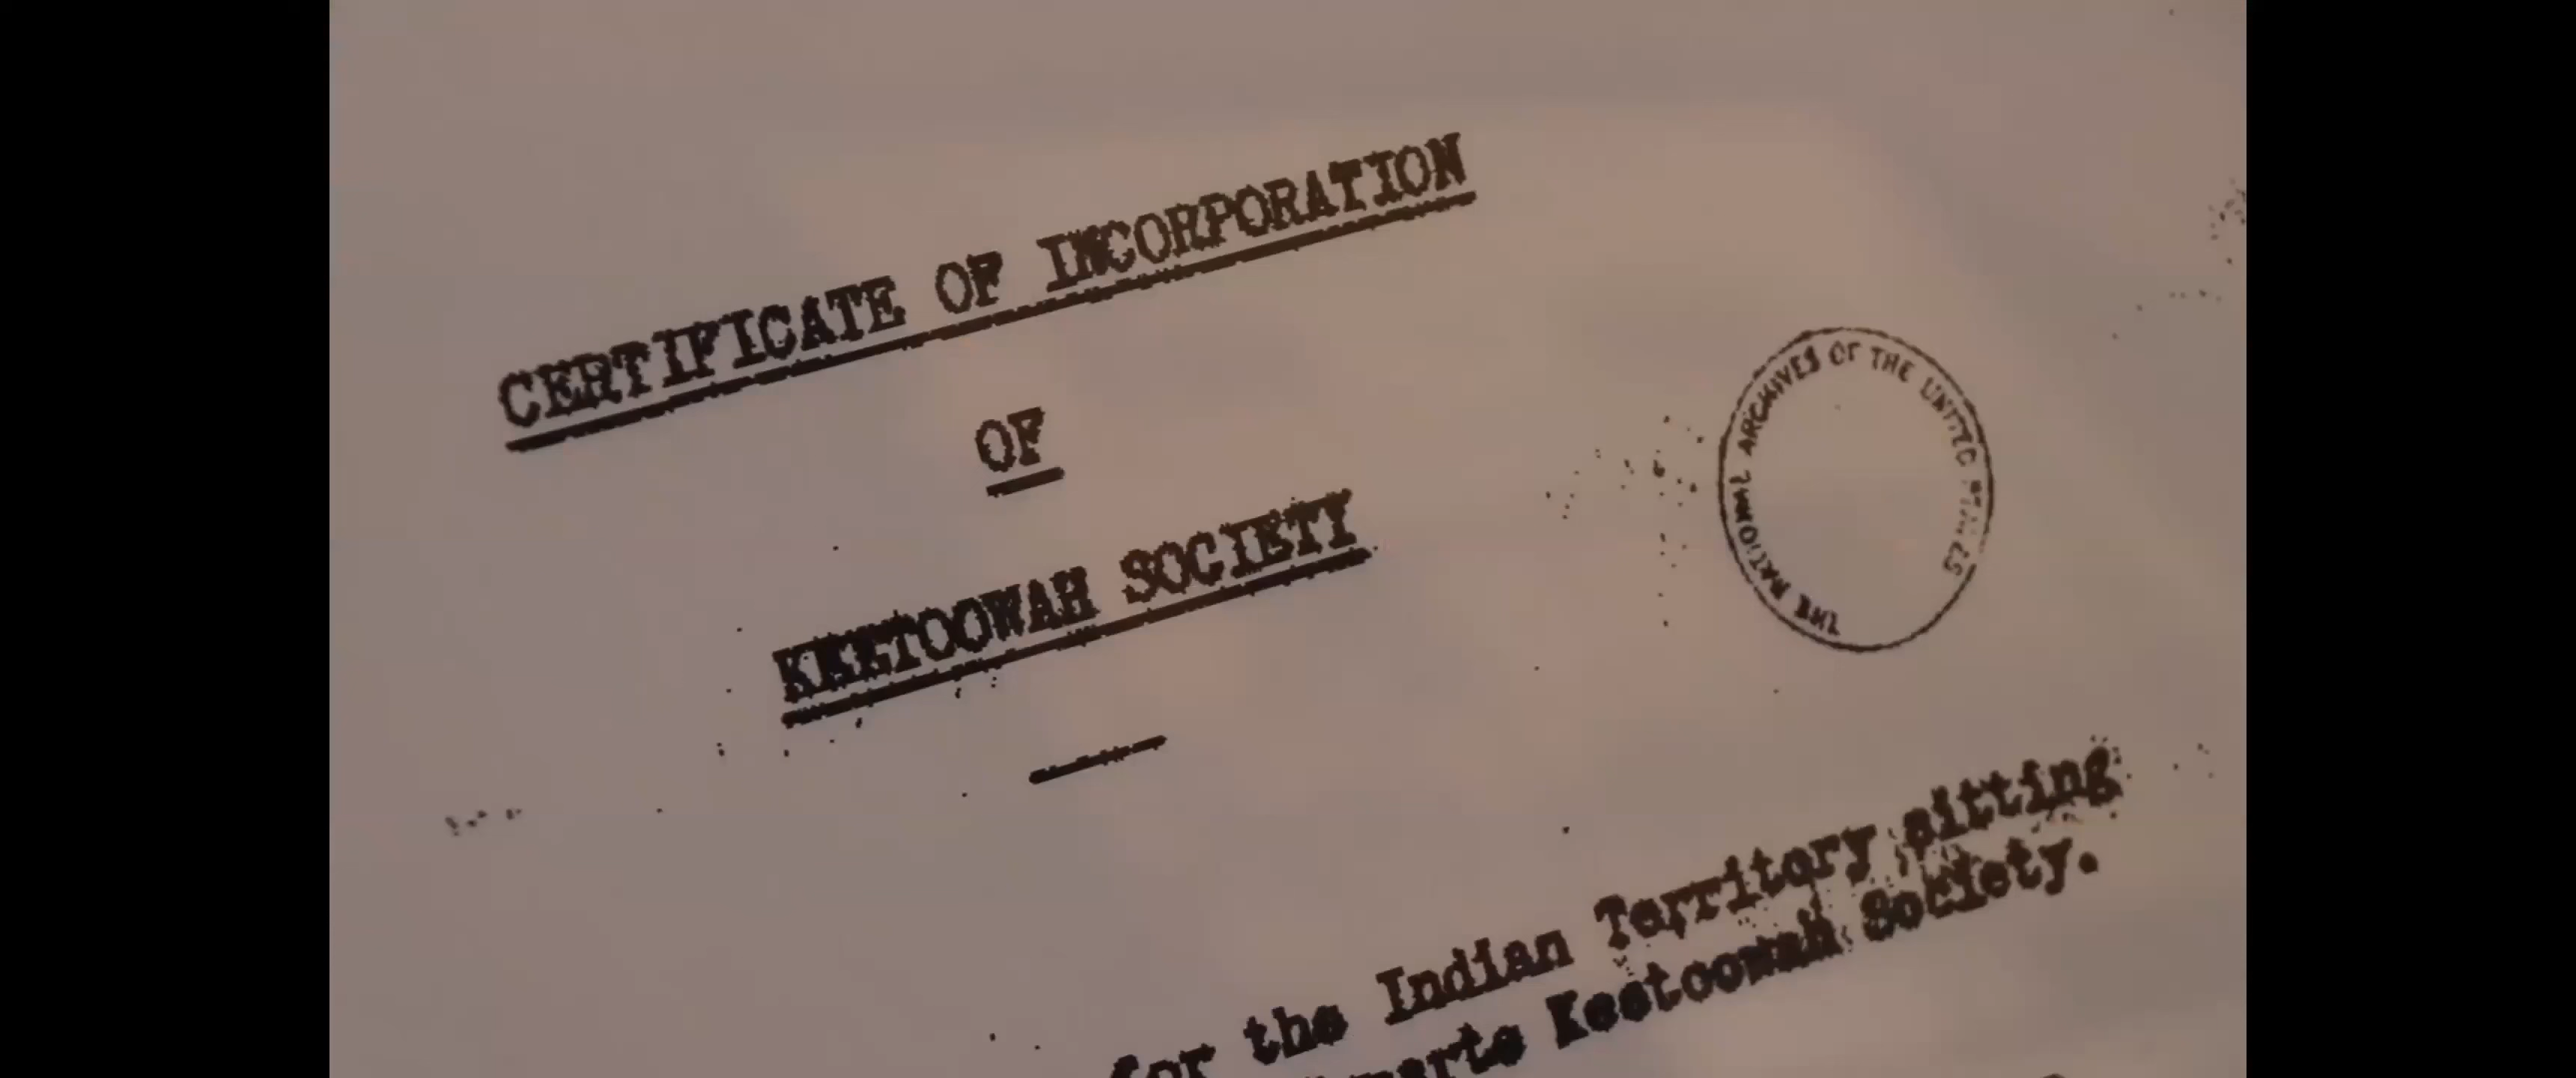 CERTIFICATE OF INCORPORATION
OF
KEETOOWAH SOCIETY
THE NATIONAL ARCHIVES OF THE UNITED STATES
for the Indian Territory sitting
parte Keetoowah Society.